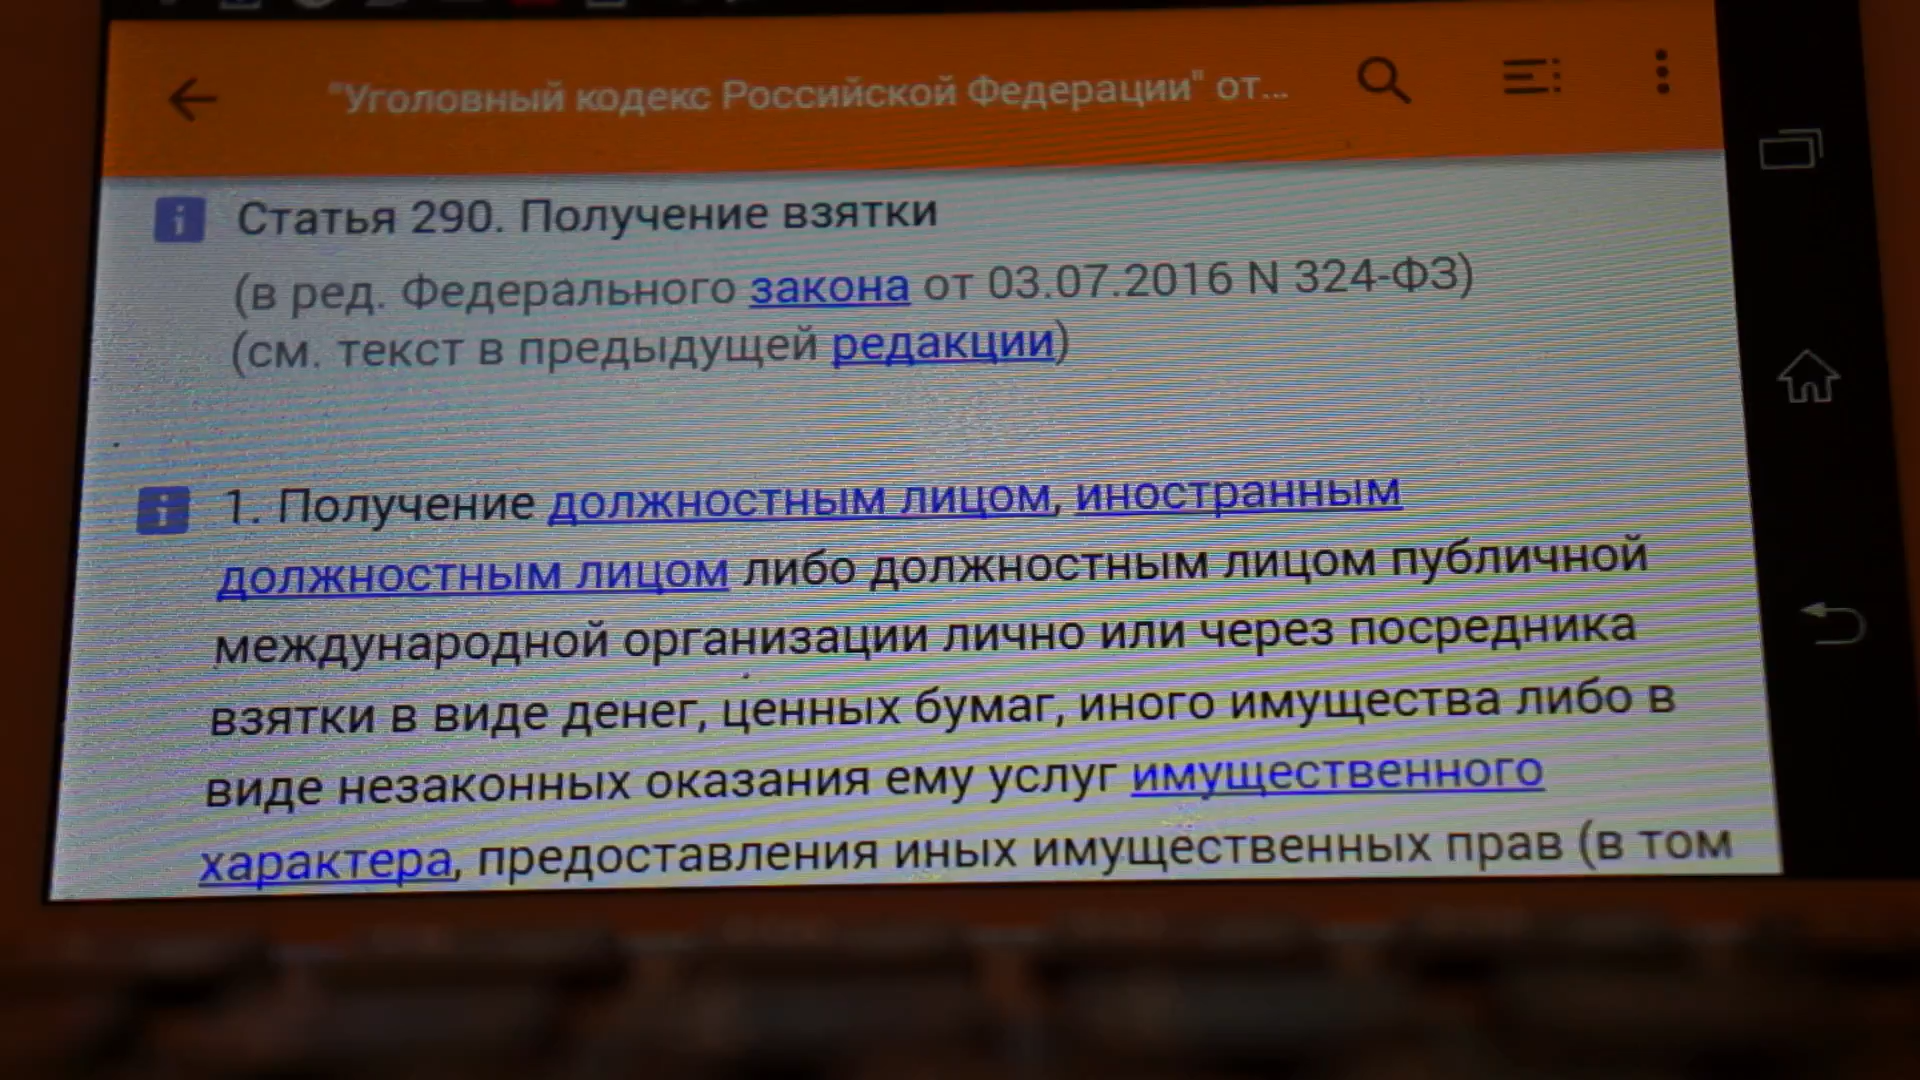 "Уголовный кодекс Российской Федерации" от...
Статья 290. Получение взятки
(в ред. Федерального закона от 03.07.2016 N 324-ФЗ)
(см. текст в предыдущей редакции)
1. Получение должностным лицом, иностранным
должностным лицом либо должностным лицом публичной
международной организации лично или через посредника
взятки в виде денег, ценных бумаг, иного имущества либо в
виде незаконных оказания ему услуг имущественного
характера, предоставления иных имущественных прав (в том